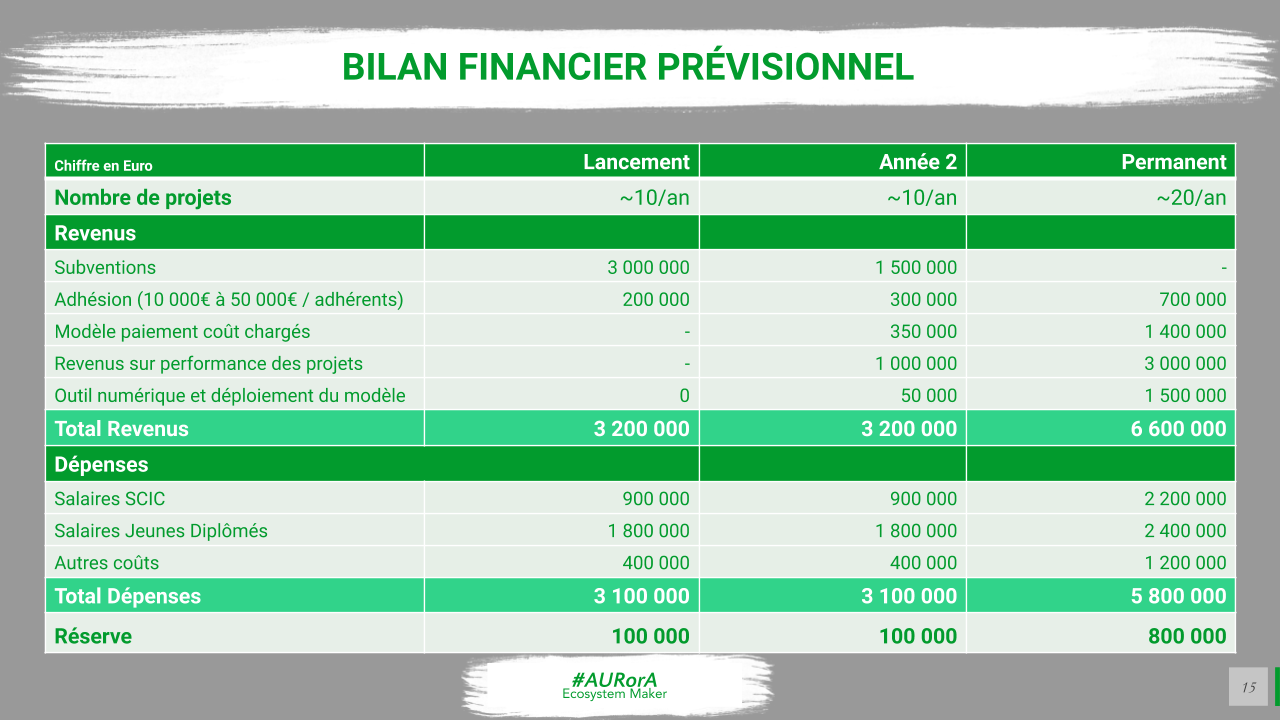 BILAN FINANCIER PRÉVISIONNEL
Chiffre en Euro Lancement Année 2 Permanent
Nombre de projets ~10/an ~10/an ~20/an
Revenus
Subventions 3 000 000 1 500 000 -
Adhésion (10 000€ à 50 000€ / adhérents) 200 000 300 000 700 000
Modèle paiement coût chargés - 350 000 1 400 000
Revenus sur performance des projets - 1 000 000 3 000 000
Outil numérique et déploiement du modèle 0 50 000 1 500 000
Total Revenus 3 200 000 3 200 000 6 600 000
Dépenses
Salaires SCIC 900 000 900 000 2 200 000
Salaires Jeunes Diplômés 1 800 000 1 800 000 2 400 000
Autres coûts 400 000 400 000 1 200 000
Total Dépenses 3 100 000 3 100 000 5 800 000
Réserve 100 000 100 000 800 000
#AURorA
Ecosystem Maker
15